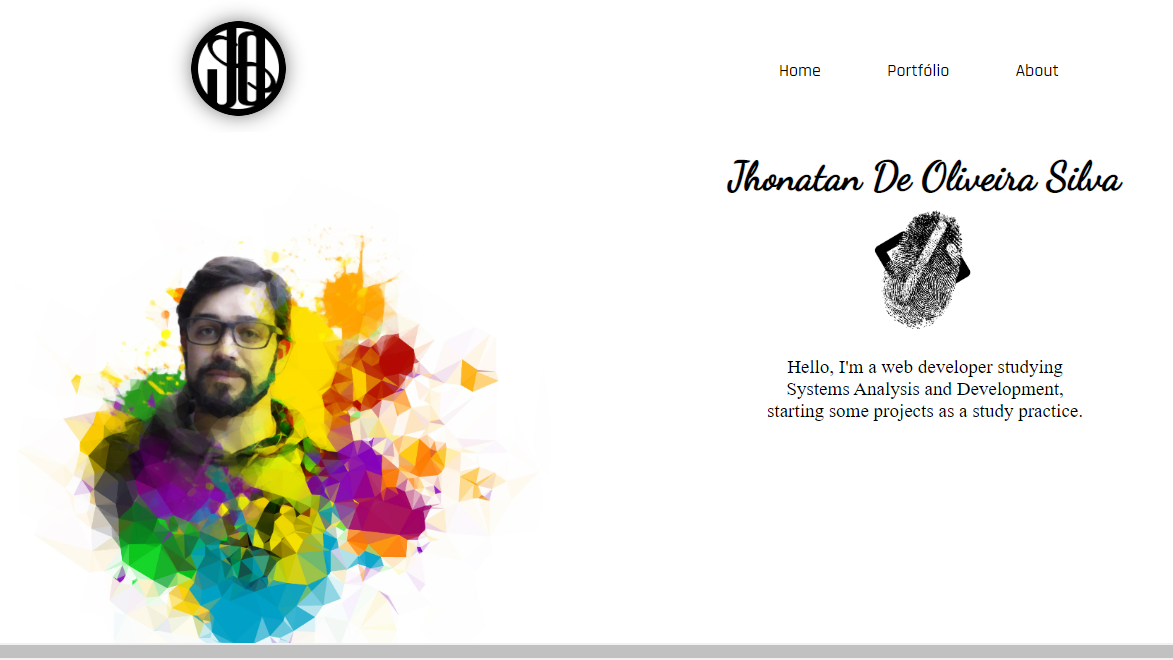 Home Portfólio About
Jhonatan De Oliveira Silva
Hello, I'm a web developer studying
Systems Analysis and Development,
starting some projects as a study practice.